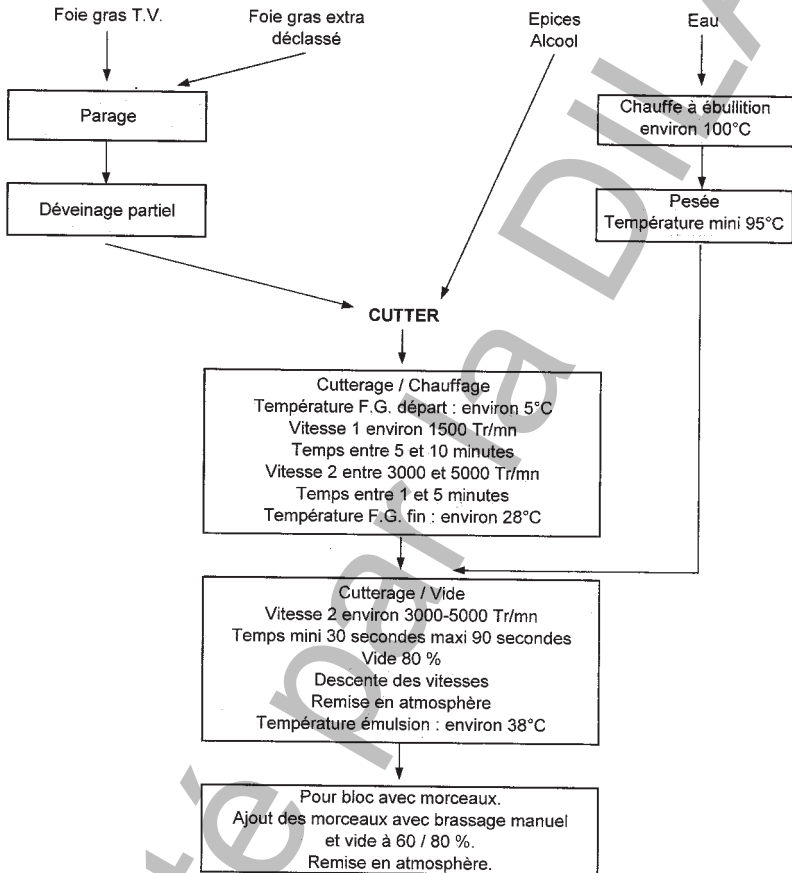 Foie gras T.V.
Foie gras extra
déclassé
Epices
Alcool
Eau
Parage
Chauffe à ébullition
environ 100°C
Déveinage partiel
Pesée
Température mini 95°C
CUTTER
Cutterage / Chauffage
Température F.G. départ : environ 5°C
Vitesse 1 environ 1500 Tr/mn
Temps entre 5 et 10 minutes
Vitesse 2 entre 3000 et 5000 Tr/mn
Temps entre 1 et 5 minutes
Température F.G. fin : environ 28°C
Cutterage / Vide
Vitesse 2 environ 3000-5000 Tr/mn
Temps mini 30 secondes maxi 90 secondes
Vide 80 %
Descente des vitesses
Remise en atmosphère
Température émulsion : environ 38°C
Pour bloc avec morceaux.
Ajout des morceaux avec brassage manuel
et vide à 60 / 80 %.
Remise en atmosphère.
té par la DILA